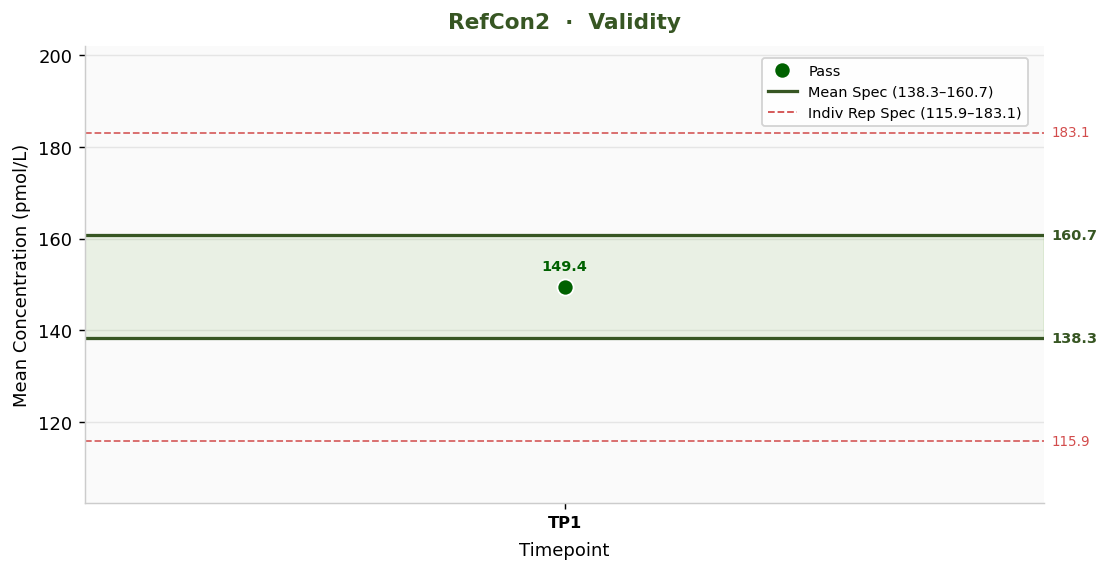 RefCon2 · Validity
Mean Concentration (pmol/L)
200
180
160
140
120
Pass
Mean Spec (138.3–160.7)
Indiv Rep Spec (115.9–183.1)
183.1
160.7
149.4
138.3
115.9
TP1
Timepoint